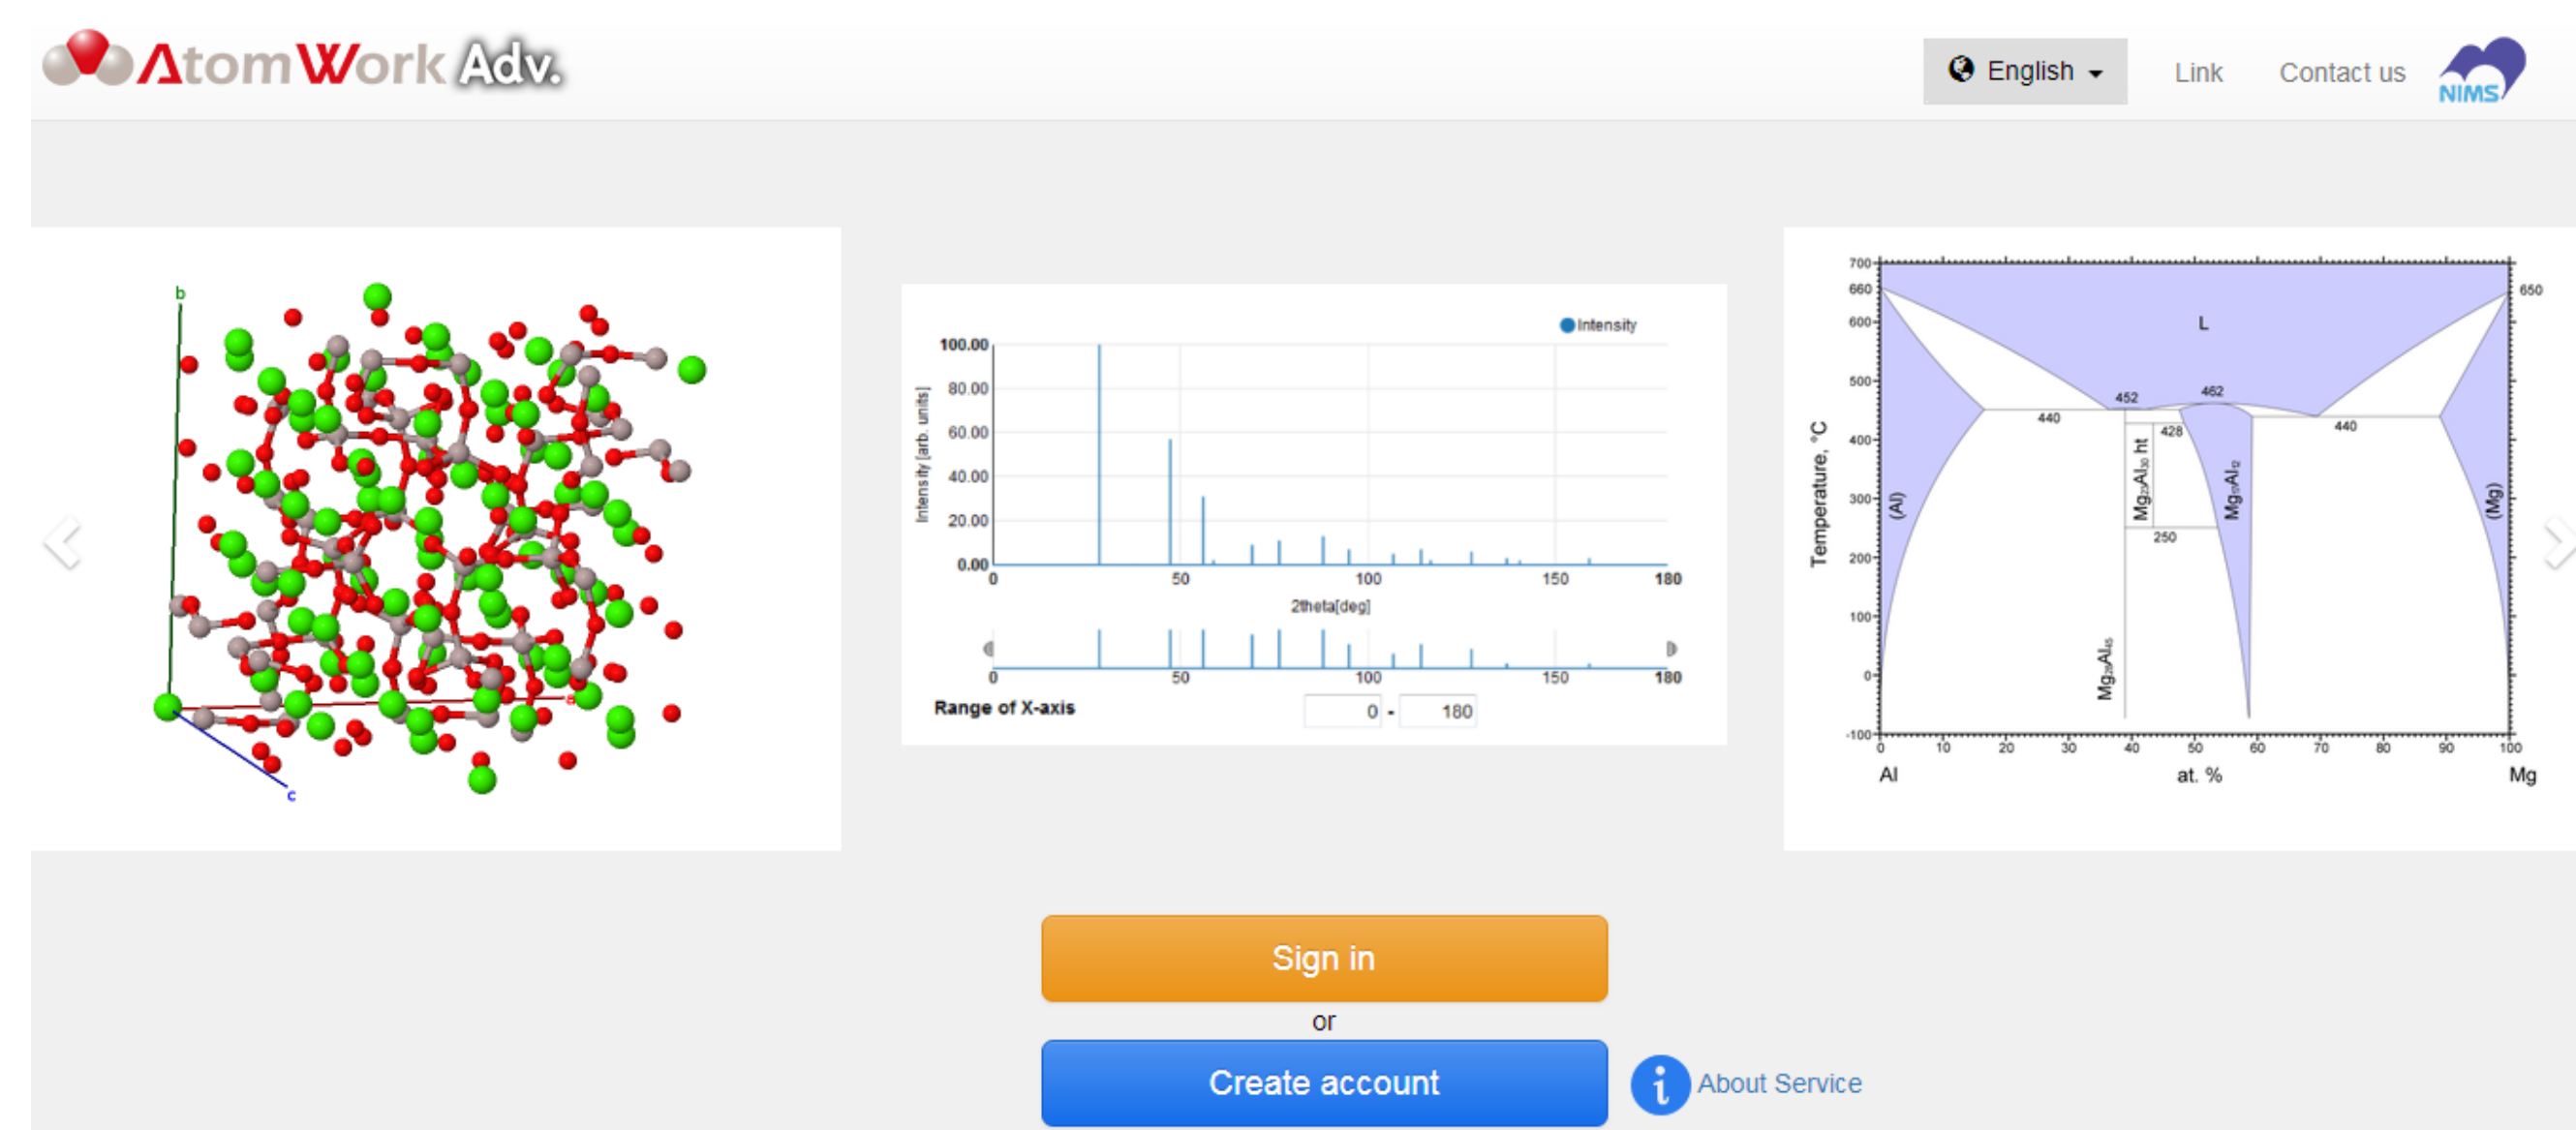 AtomWork Adv.
English
Link
Contact us
NIMS
b
a
c
Intensity
100.00
80.00
60.00
40.00
20.00
0.00
Intensity [arb. units]
0 50 100 150 180
2theta[deg]
0 50 100 150 180
Range of X-axis 0 - 180
700
660
600
500
400
300
200
100
0
-100
Temperature, °C
650
L
452
462
440
428
440
250
(Al)
Mg₂₃Al₃₀ ht
Mg₁₇Al₁₂
(Mg)
Mg₂₈Al₄₅
0 10 20 30 40 50 60 70 80 90 100
Al at. % Mg
Sign in
or
Create account
i About Service